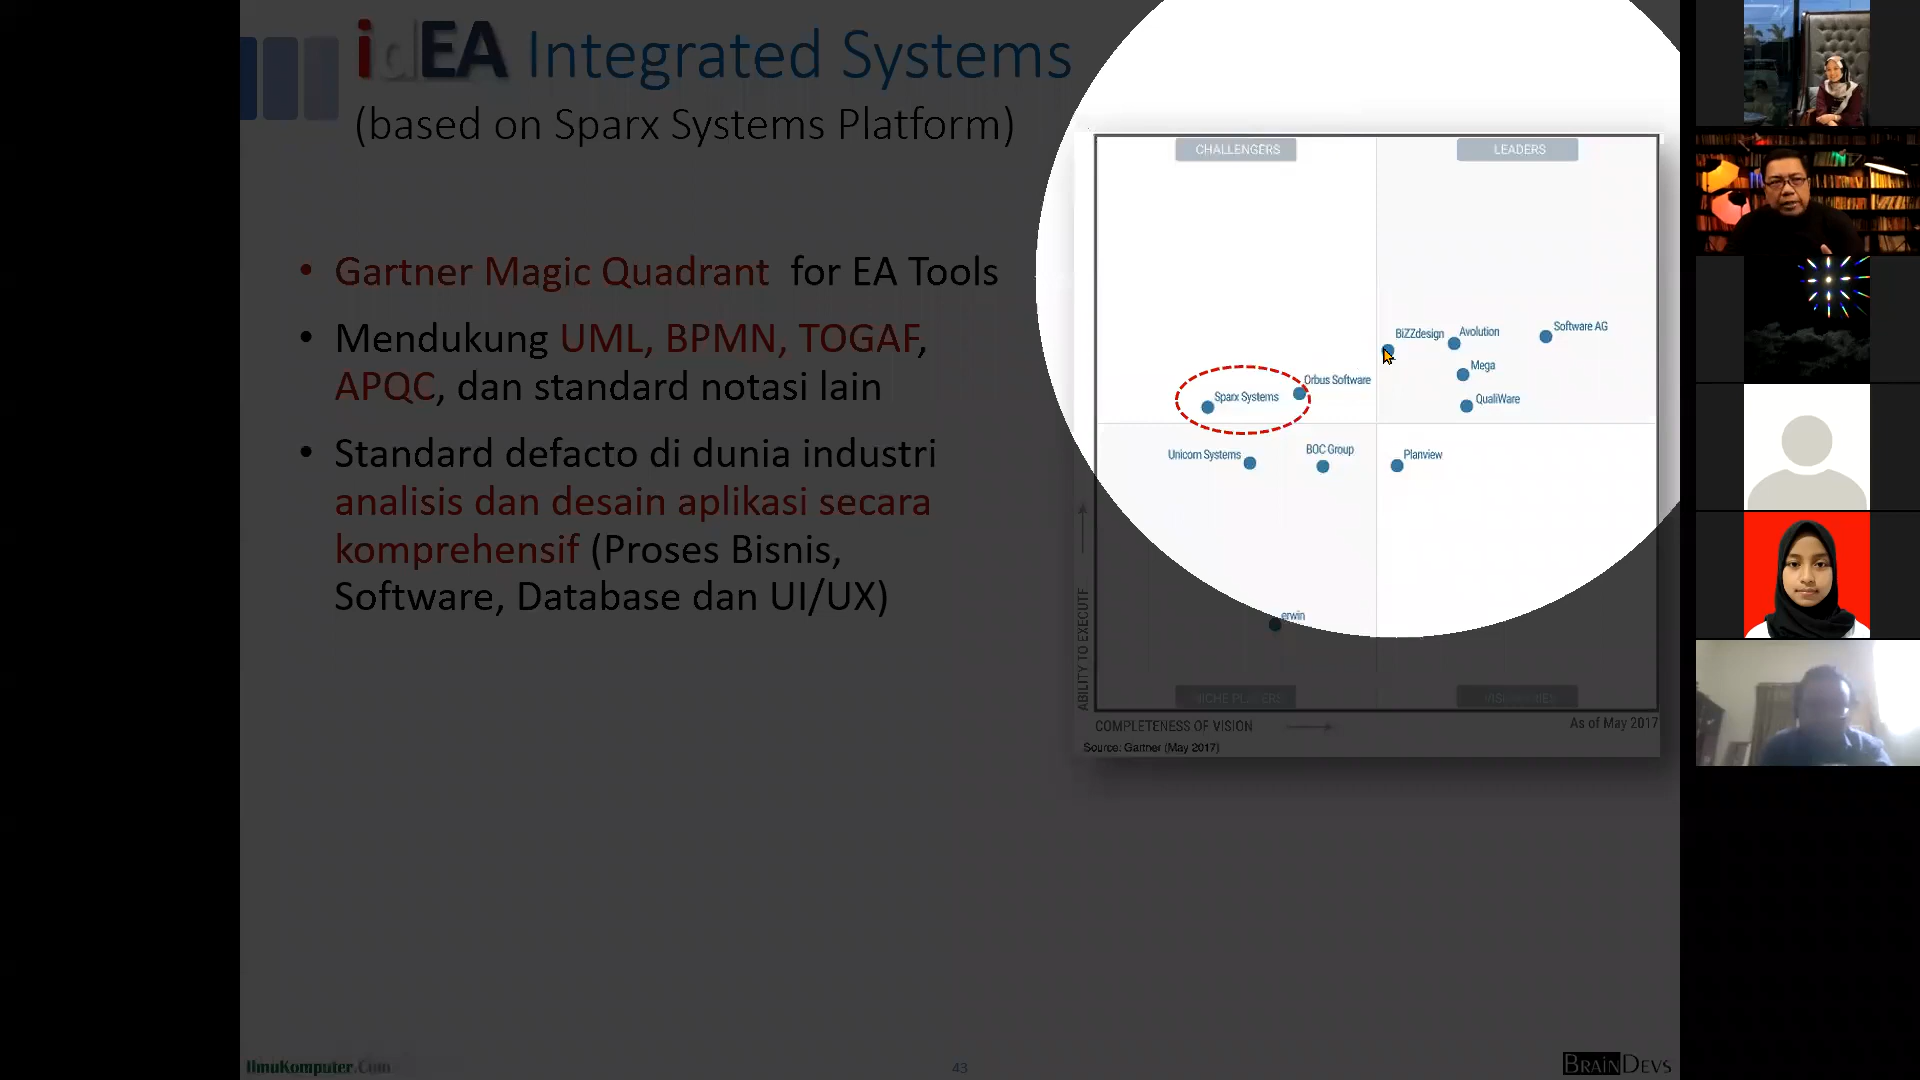 idEA Integrated Systems
(based on Sparx Systems Platform)
• Gartner Magic Quadrant for EA Tools
• Mendukung UML, BPMN, TOGAF,
APQC, dan standard notasi lain
• Standard defacto di dunia industri
analisis dan desain aplikasi secara
komprehensif (Proses Bisnis,
Software, Database dan UI/UX)
CHALLENGERS
LEADERS
Software AG
Avolution
BiZZdesign
Mega
Orbus Software
Sparx Systems
QualiWare
BOC Group
Unicorn Systems
Planview
erwin
NICHE PLAYERS
VISIONARIES
ABILITY TO EXECUTE
COMPLETENESS OF VISION
As of May 2017
Source: Gartner (May 2017)
IlmuKomputer.Com
43
BRAINDEVS